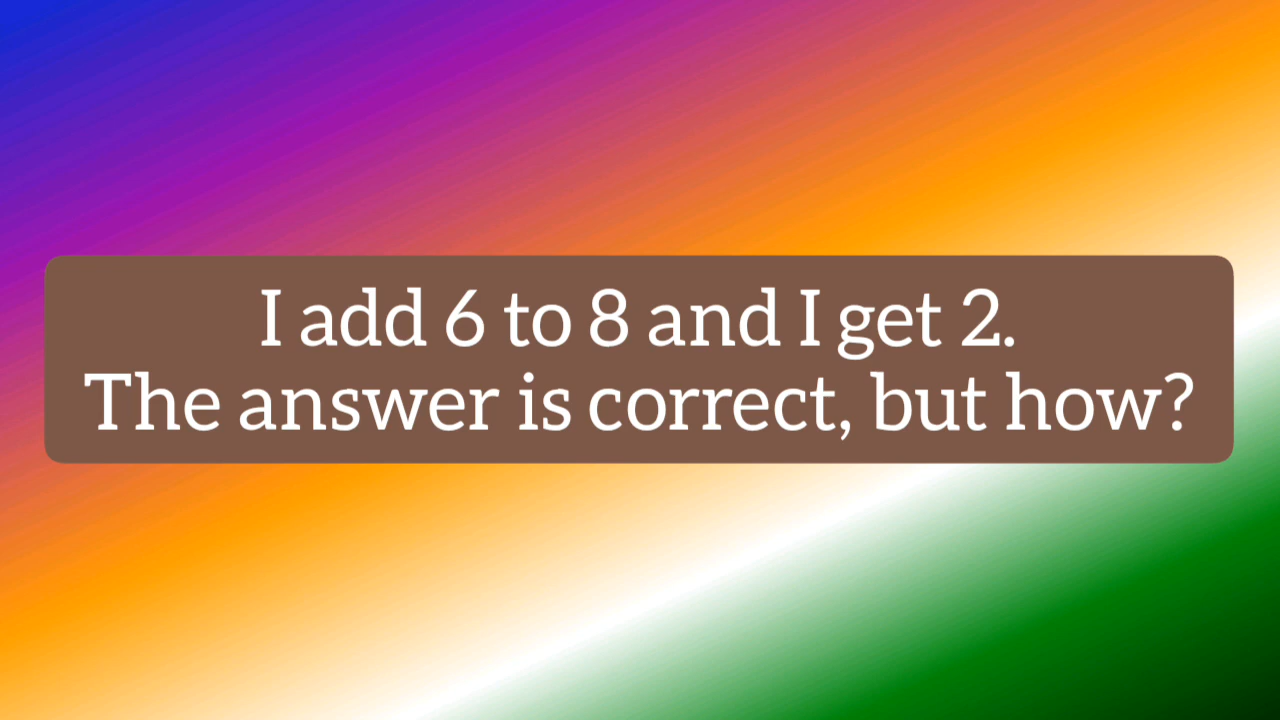 I add 6 to 8 and I get 2.
The answer is correct, but how?